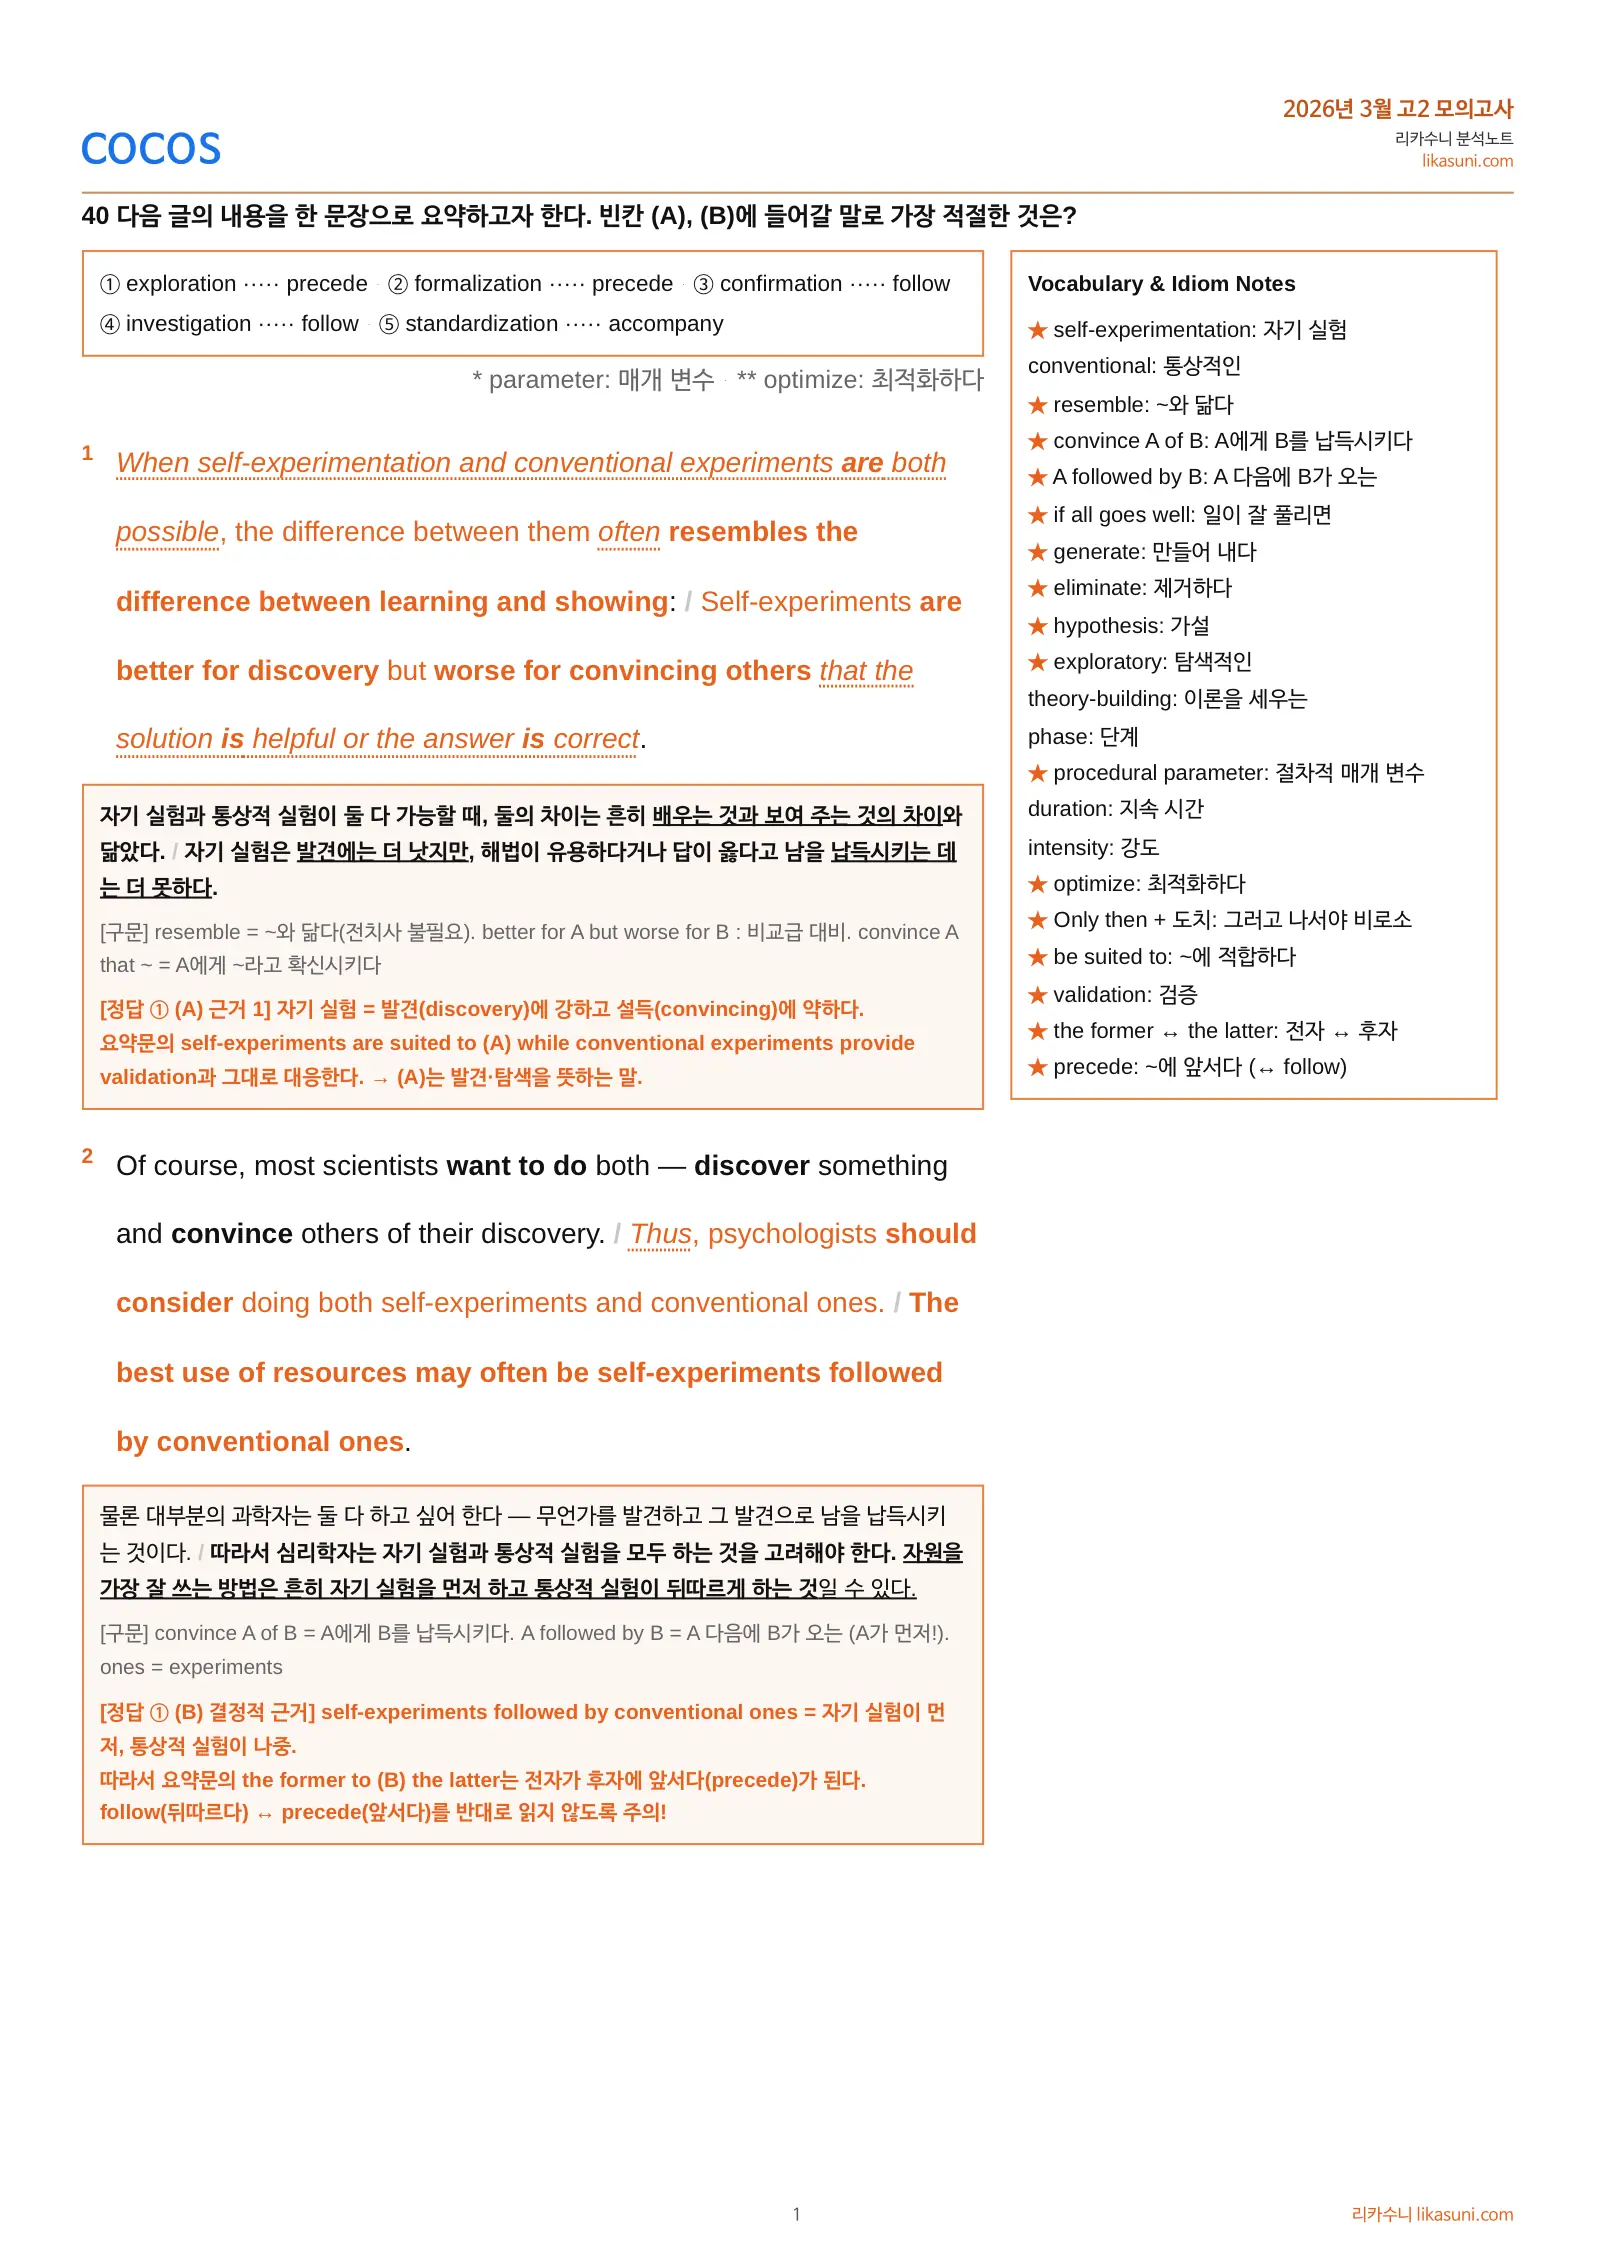 COCOS
2026년 3월 고2 모의고사
리카수니 분석노트
likasuni.com
40 다음 글의 내용을 한 문장으로 요약하고자 한다. 빈칸 (A), (B)에 들어갈 말로 가장 적절한 것은?
① exploration ····· precede · ② formalization ····· precede · ③ confirmation ····· follow
④ investigation ····· follow · ⑤ standardization ····· accompany
* parameter: 매개 변수 · ** optimize: 최적화하다
1 When self-experimentation and conventional experiments are both
possible, the difference between them often resembles the
difference between learning and showing: / Self-experiments are
better for discovery but worse for convincing others that the
solution is helpful or the answer is correct.
자기 실험과 통상적 실험이 둘 다 가능할 때, 둘의 차이는 흔히 배우는 것과 보여 주는 것의 차이와
닮았다. / 자기 실험은 발견에는 더 낫지만, 해법이 유용하다거나 답이 옳다고 남을 납득시키는 데
는 더 못하다.
[구문] resemble = ~와 닮다(전치사 불필요). better for A but worse for B : 비교급 대비. convince A
that ~ = A에게 ~라고 확신시키다
[정답 ① (A) 근거 1] 자기 실험 = 발견(discovery)에 강하고 설득(convincing)에 약하다.
요약문의 self-experiments are suited to (A) while conventional experiments provide
validation과 그대로 대응한다. → (A)는 발견·탐색을 뜻하는 말.
2 Of course, most scientists want to do both — discover something
and convince others of their discovery. / Thus, psychologists should
consider doing both self-experiments and conventional ones. / The
best use of resources may often be self-experiments followed
by conventional ones.
물론 대부분의 과학자는 둘 다 하고 싶어 한다 — 무언가를 발견하고 그 발견으로 남을 납득시키
는 것이다. / 따라서 심리학자는 자기 실험과 통상적 실험을 모두 하는 것을 고려해야 한다. 자원을
가장 잘 쓰는 방법은 흔히 자기 실험을 먼저 하고 통상적 실험이 뒤따르게 하는 것일 수 있다.
[구문] convince A of B = A에게 B를 납득시키다. A followed by B = A 다음에 B가 오는 (A가 먼저!).
ones = experiments
[정답 ① (B) 결정적 근거] self-experiments followed by conventional ones = 자기 실험이 먼
저, 통상적 실험이 나중.
따라서 요약문의 the former to (B) the latter는 전자가 후자에 앞서다(precede)가 된다.
follow(뒤따르다) ↔ precede(앞서다)를 반대로 읽지 않도록 주의!
Vocabulary & Idiom Notes
★ self-experimentation: 자기 실험
conventional: 통상적인
★ resemble: ~와 닮다
★ convince A of B: A에게 B를 납득시키다
★ A followed by B: A 다음에 B가 오는
★ if all goes well: 일이 잘 풀리면
★ generate: 만들어 내다
★ eliminate: 제거하다
★ hypothesis: 가설
★ exploratory: 탐색적인
theory-building: 이론을 세우는
phase: 단계
★ procedural parameter: 절차적 매개 변수
duration: 지속 시간
intensity: 강도
★ optimize: 최적화하다
★ Only then + 도치: 그러고 나서야 비로소
★ be suited to: ~에 적합하다
★ validation: 검증
★ the former ↔ the latter: 전자 ↔ 후자
★ precede: ~에 앞서다 (↔ follow)
1
리카수니 likasuni.com